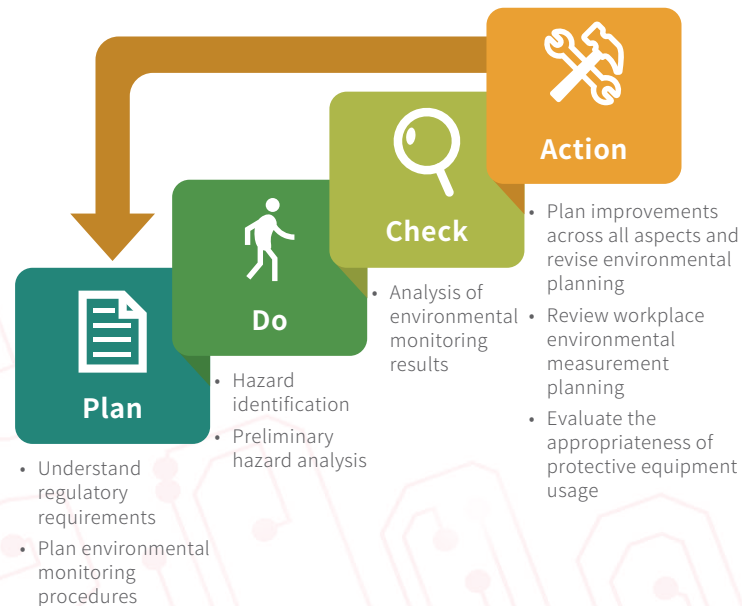 Action
• Plan improvements
across all aspects and
revise environmental
planning
• Review workplace
environmental
measurement
planning
• Evaluate the
appropriateness of
protective equipment
usage
Check
• Analysis of
environmental
monitoring
results
Do
• Hazard
identification
• Preliminary
hazard analysis
Plan
• Understand
regulatory
requirements
• Plan environmental
monitoring
procedures